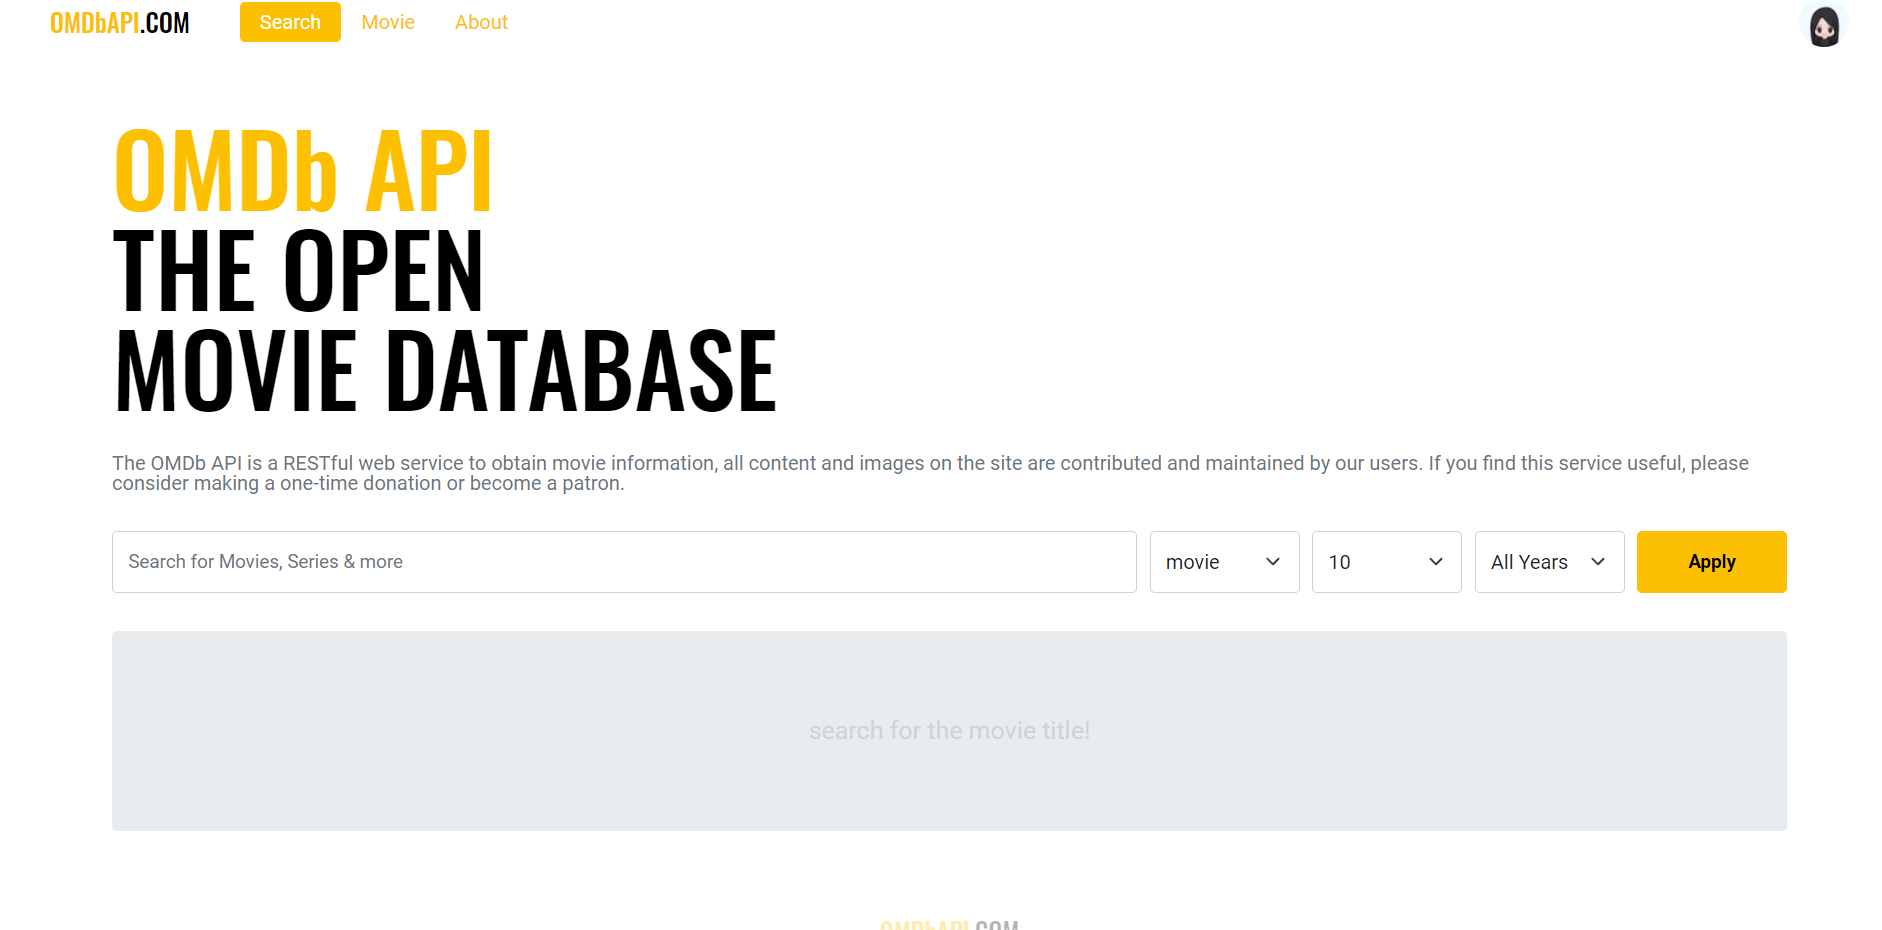 OMDbAPI.COM
Search
Movie
About
OMDb API
THE OPEN
MOVIE DATABASE
The OMDb API is a RESTful web service to obtain movie information, all content and images on the site are contributed and maintained by our users. If you find this service useful, please
consider making a one-time donation or become a patron.
Search for Movies, Series & more
movie
10
All Years
Apply
search for the movie title!
OMDbAPI.COM